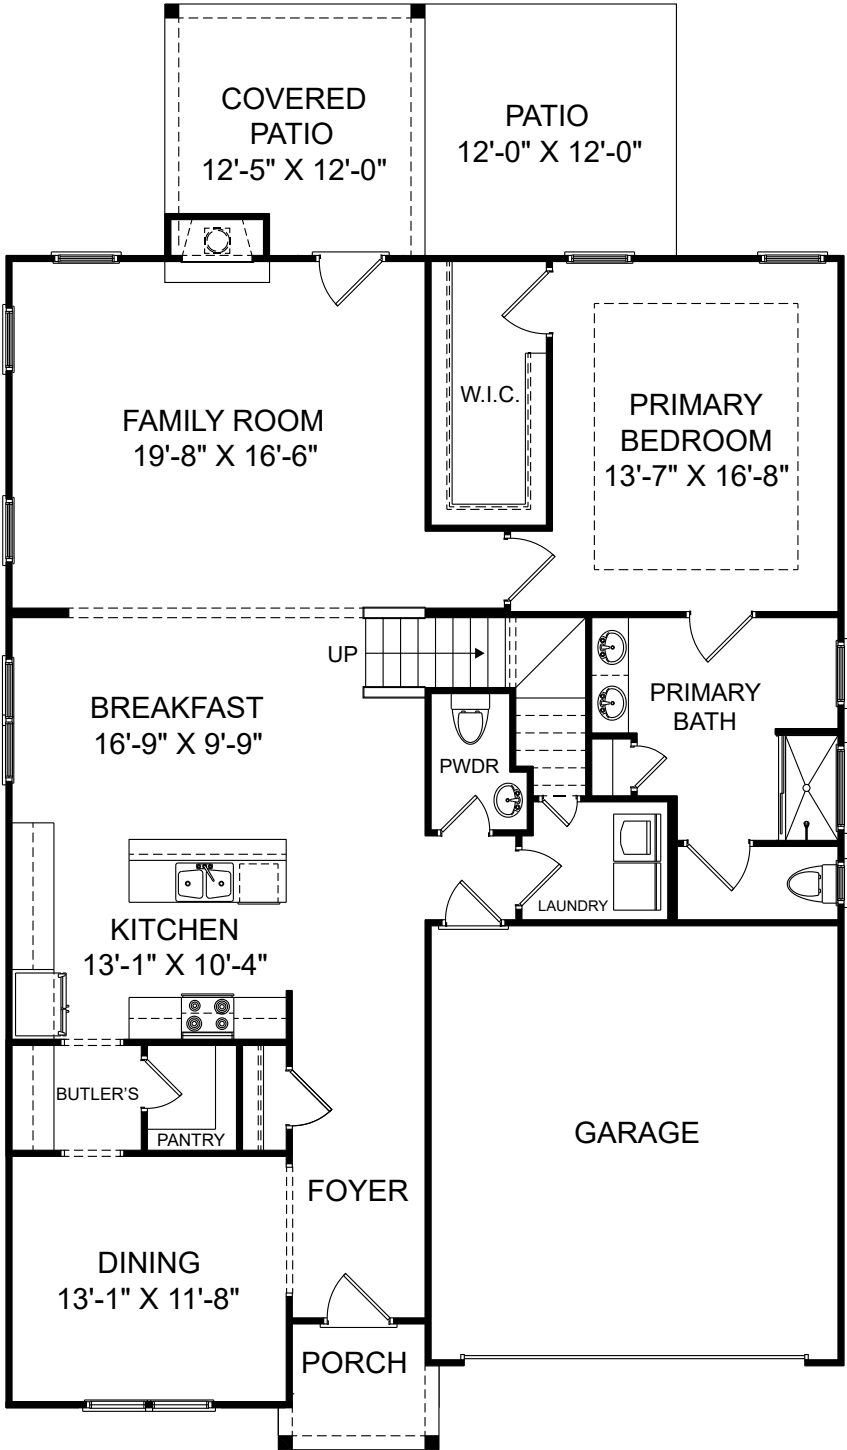 COVERED
PATIO
12'-5" X 12'-0"
PATIO
12'-0" X 12'-0"
W.I.C.
FAMILY ROOM
19'-8" X 16'-6"
PRIMARY
BEDROOM
13'-7" X 16'-8"
UP
BREAKFAST
16'-9" X 9'-9"
PRIMARY
BATH
PWDR
LAUNDRY
KITCHEN
13'-1" X 10'-4"
BUTLER'S
PANTRY
GARAGE
FOYER
DINING
13'-1" X 11'-8"
PORCH